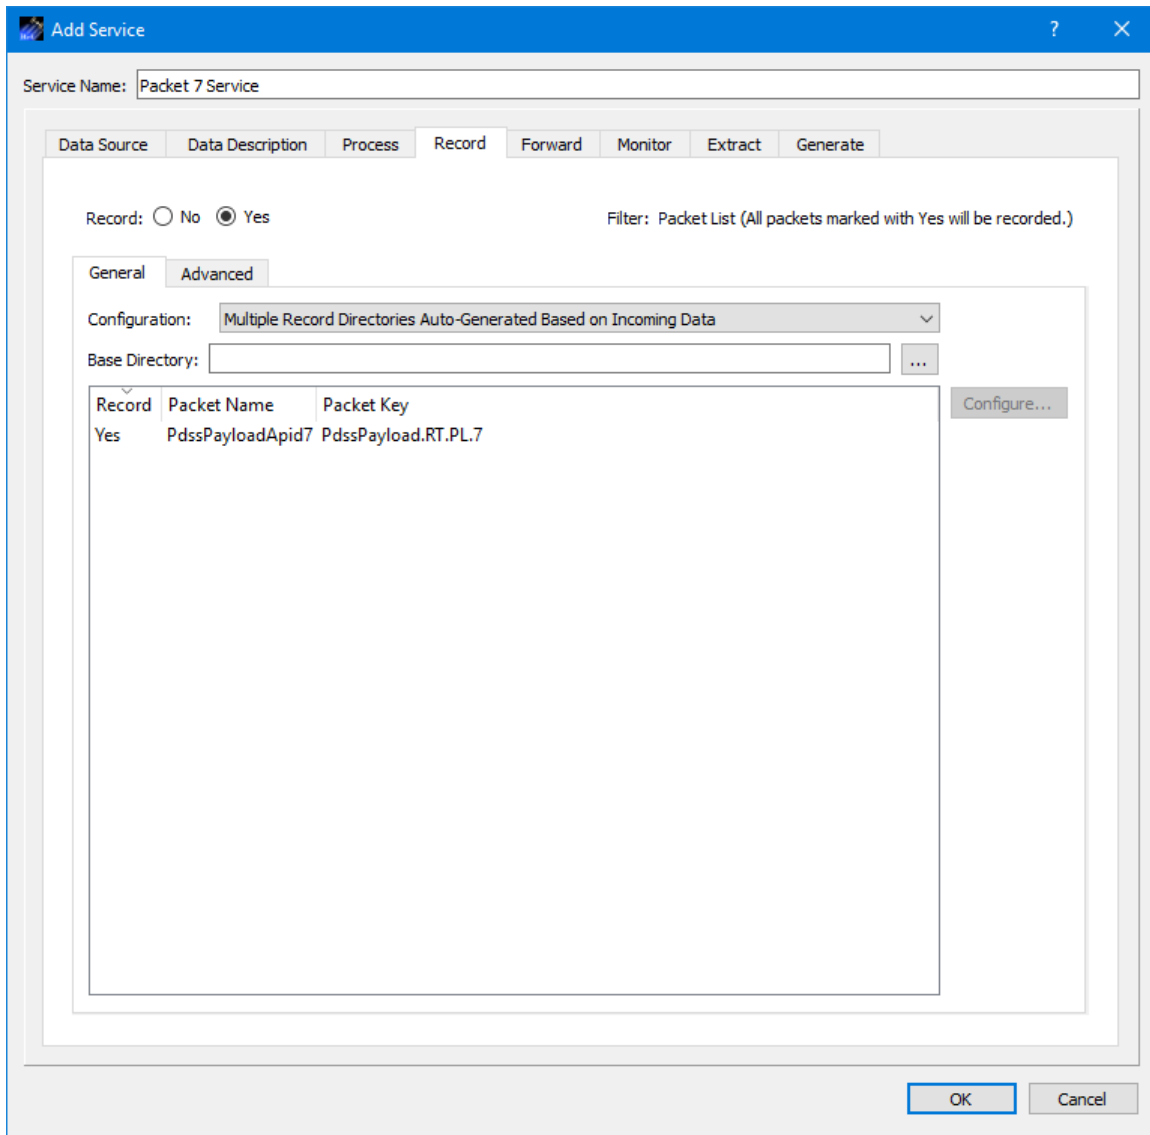 Add Service
?
Service Name: Packet 7 Service
Data Source Data Description Process Record Forward Monitor Extract Generate
Record: No Yes Filter: Packet List (All packets marked with Yes will be recorded.)
General Advanced
Configuration: Multiple Record Directories Auto-Generated Based on Incoming Data
Base Directory: ...
Record Packet Name Packet Key Configure...
Yes PdssPayloadApid7 PdssPayload.RT.PL.7
OK Cancel